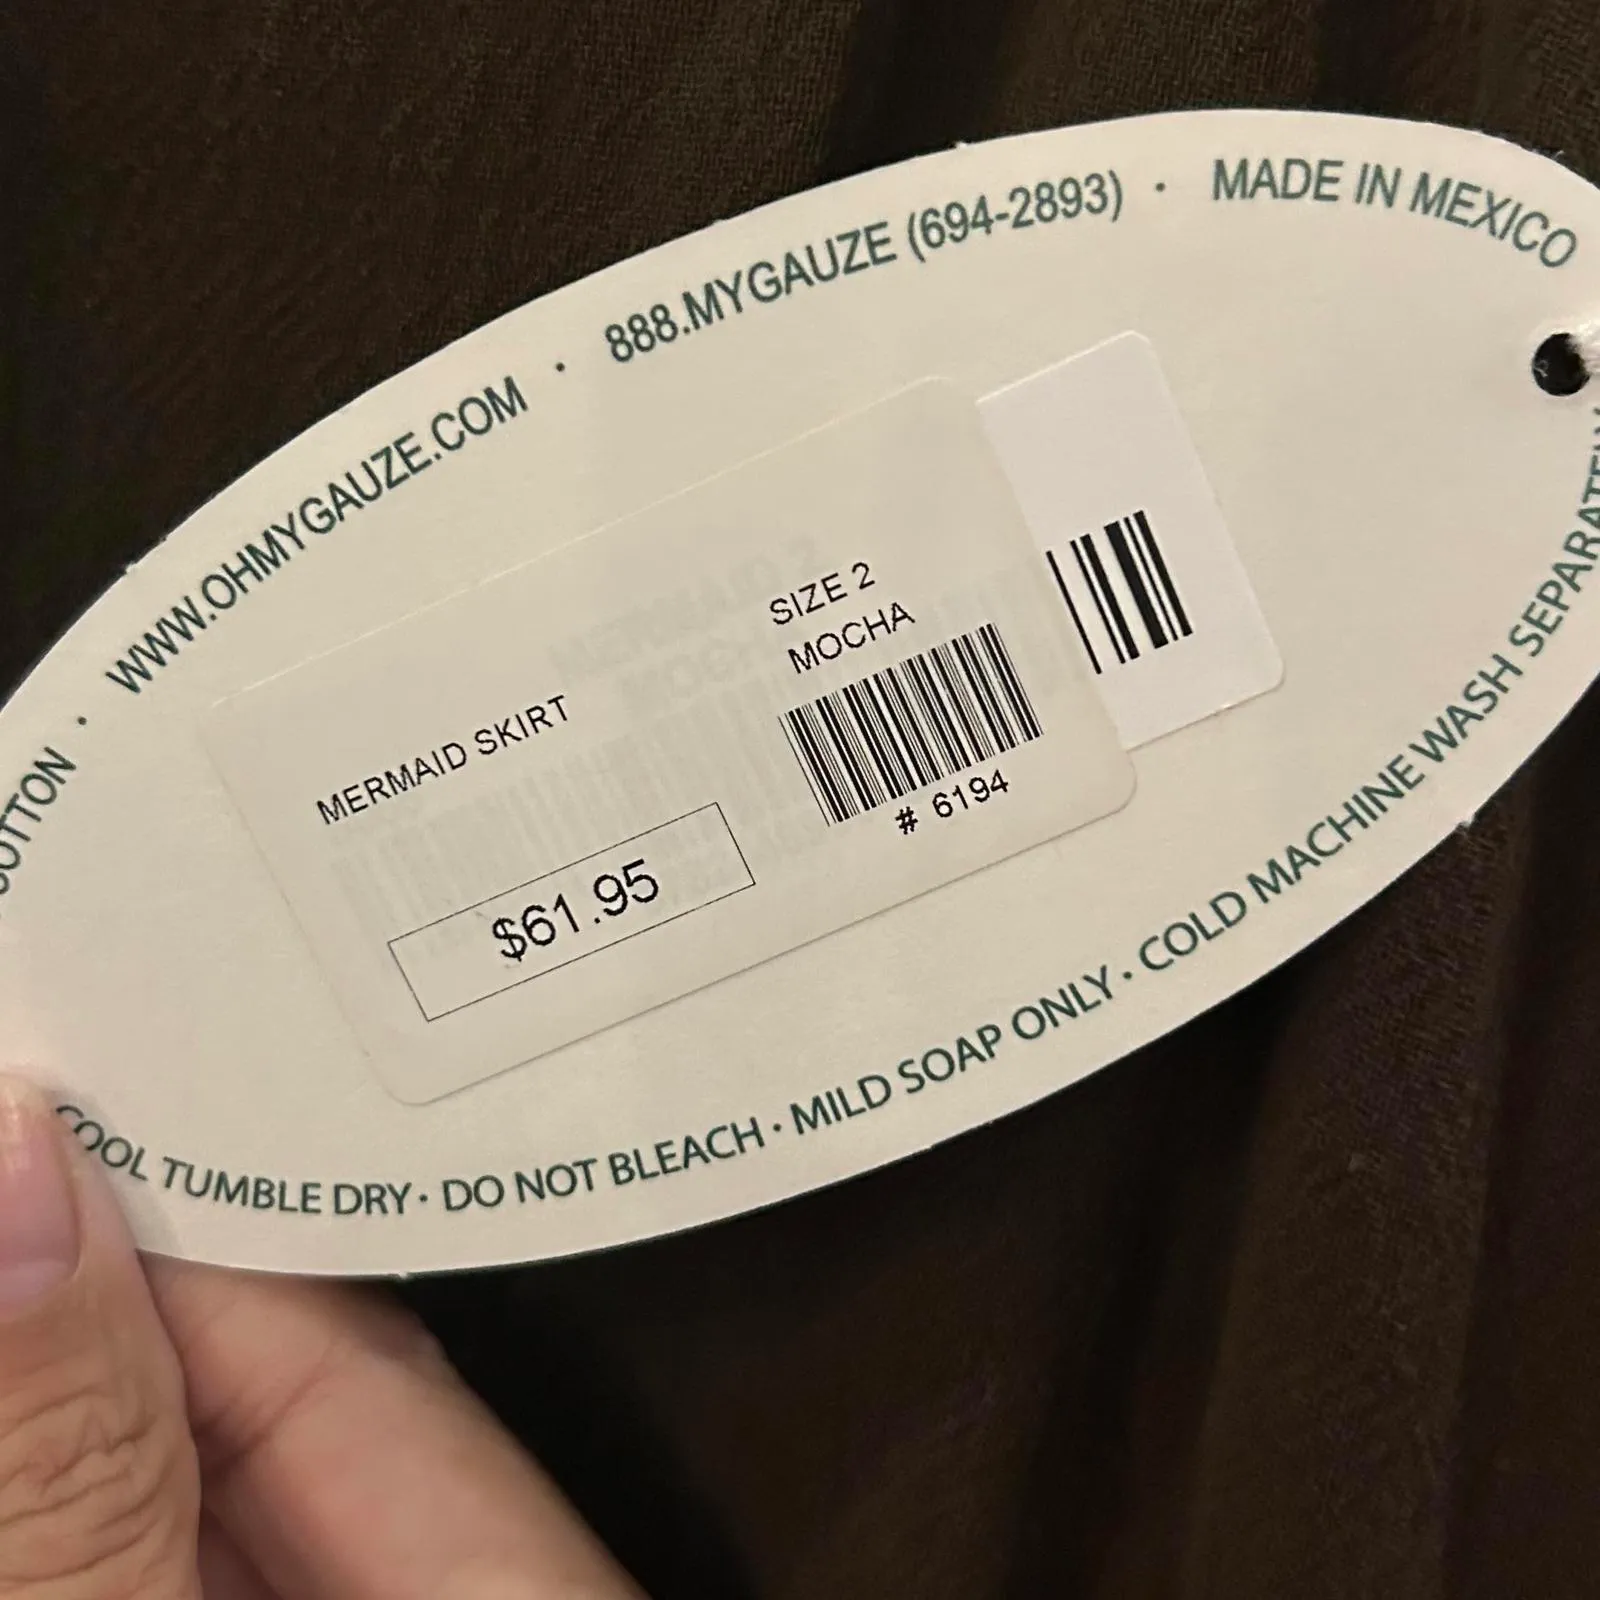 COTTON · WWW.OHMYGAUZE.COM · 888.MYGAUZE (694-2893) · MADE IN MEXICO
SIZE 2
MOCHA
MERMAID SKIRT
# 6194
$61.95
COOL TUMBLE DRY · DO NOT BLEACH · MILD SOAP ONLY · COLD MACHINE WASH SEPARATELY